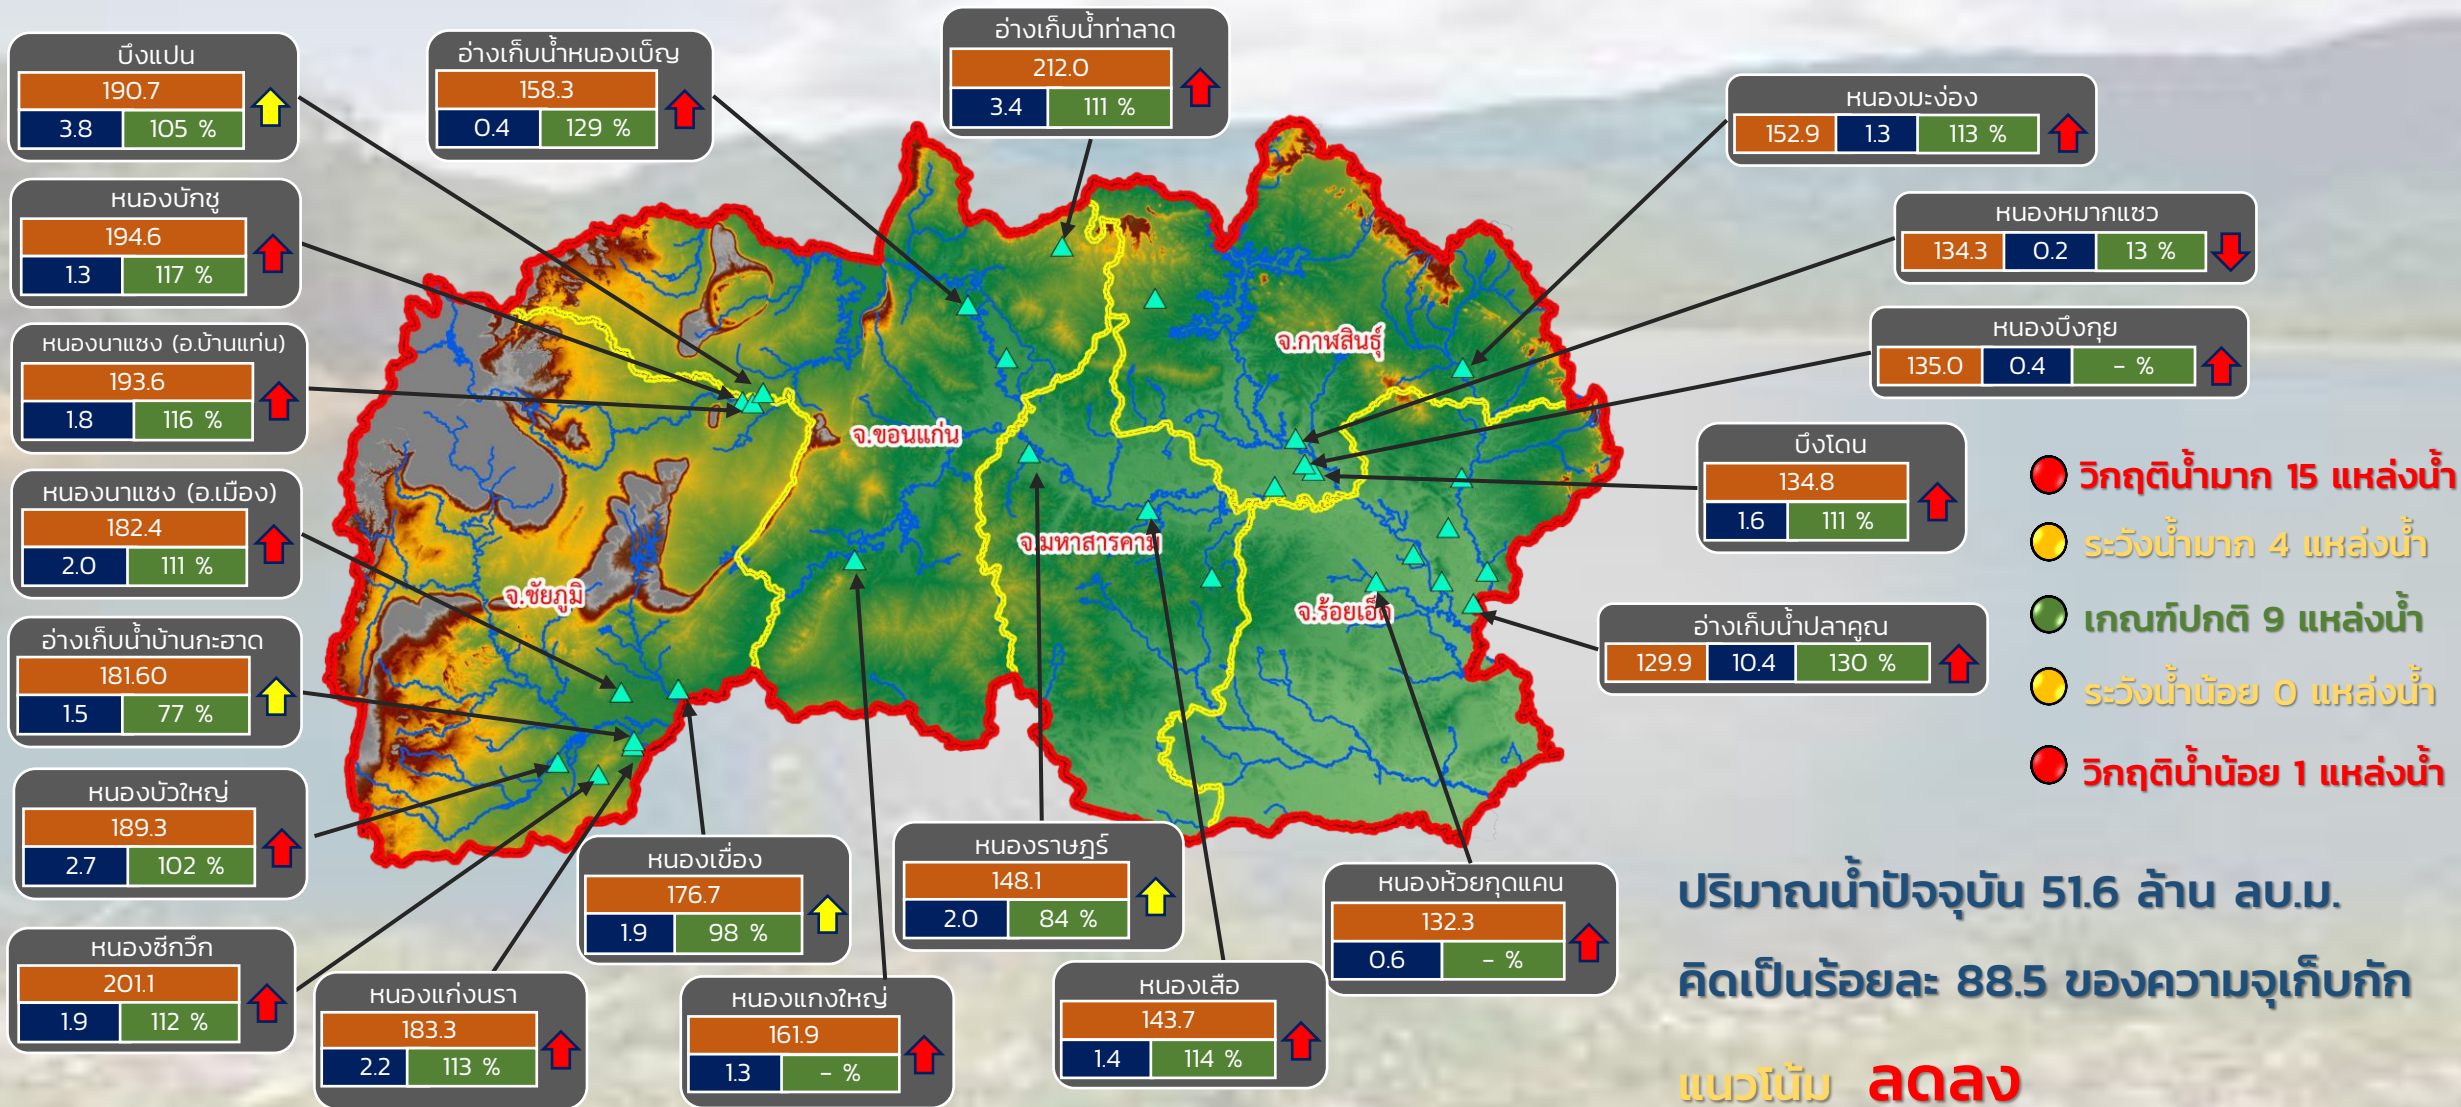 บึงแปน
190.7
3.8 105 %
อ่างเก็บน้ำหนองเบ็ญ
158.3
0.4 129 %
อ่างเก็บน้ำท่าลาด
212.0
3.4 111 %
หนองมะง่อง
152.9 1.3 113 %
หนองบักชู
194.6
1.3 117 %
หนองหมากแซว
134.3 0.2 13 %
หนองนาแซง (อ.บ้านแท่น)
193.6
1.8 116 %
หนองบึงกุย
135.0 0.4 - %
หนองนาแซง (อ.เมือง)
182.4
2.0 111 %
บึงโดน
134.8
1.6 111 %
อ่างเก็บน้ำบ้านกะฮาด
181.60
1.5 77 %
อ่างเก็บน้ำปลาคูณ
129.9 10.4 130 %
หนองบัวใหญ่
189.3
2.7 102 %
หนองซึกวึก
201.1
1.9 112 %
หนองแก่งนรา
183.3
2.2 113 %
หนองเขื่อง
176.7
1.9 98 %
หนองแกงใหญ่
161.9
1.3 - %
หนองราษฎร์
148.1
2.0 84 %
หนองเสือ
143.7
1.4 114 %
หนองห้วยกุดแคน
132.3
0.6 - %
จ.กาฬสินธุ์
จ.ขอนแก่น
จ.มหาสารคาม
จ.ชัยภูมิ
จ.ร้อยเอ็ด
วิกฤติน้ำมาก 15 แหล่งน้ำ
ระวังน้ำมาก 4 แหล่งน้ำ
เกณฑ์ปกติ 9 แหล่งน้ำ
ระวังน้ำน้อย 0 แหล่งน้ำ
วิกฤติน้ำน้อย 1 แหล่งน้ำ
ปริมาณน้ำปัจจุบัน 51.6 ล้าน ลบ.ม.
คิดเป็นร้อยละ 88.5 ของความจุเก็บกัก
แนวโน้ม ลดลง